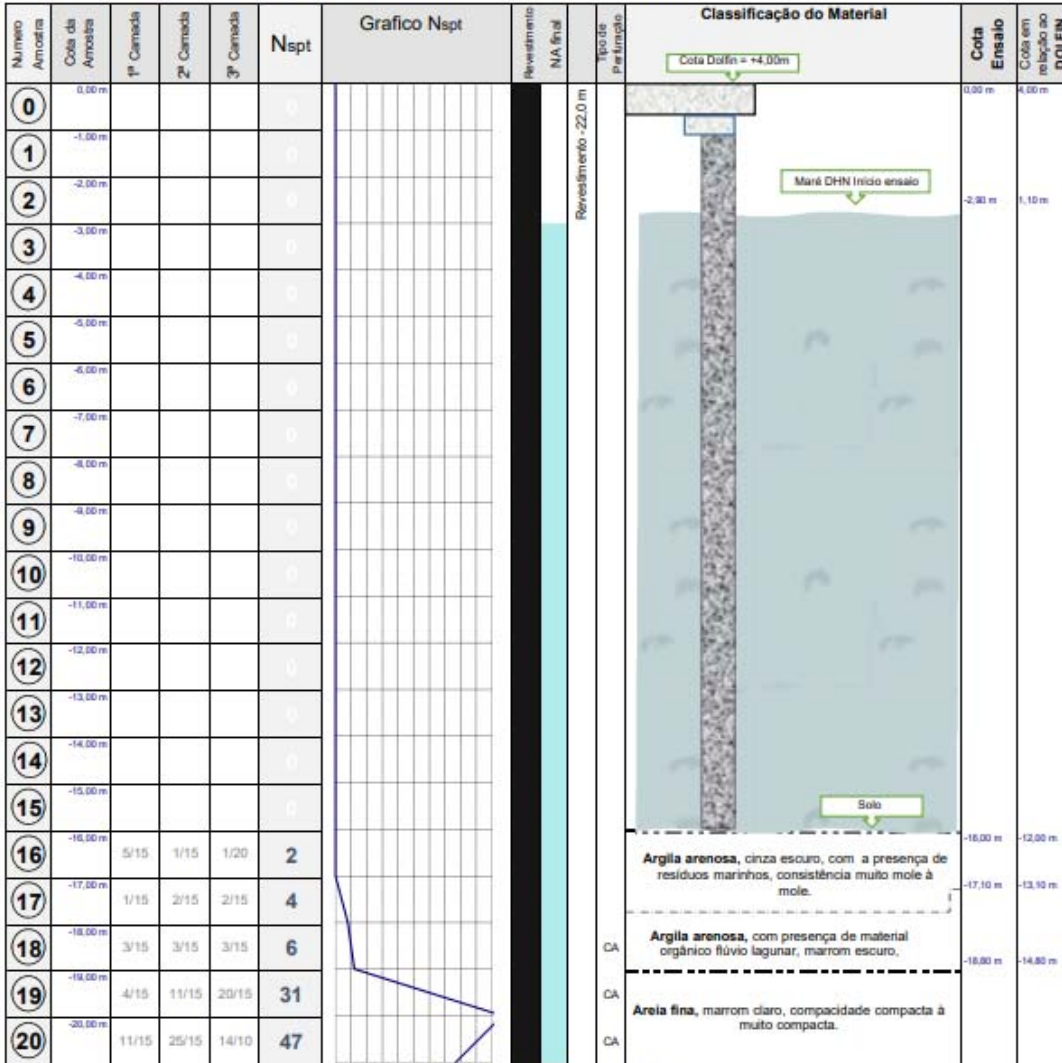 Numero Amostra
Cota da Amostra
1ª Camada
2ª Camada
3ª Camada
Nspt
Grafico Nspt
Revestimento
NA final
Tipo de Perfuração
Classificação do Material
Cota Ensaio
Cota em relação ao DOLFIN
Cota Dolfin = +4,00m
0 0,00 m 0 0,00 m 4,00 m
Revestimento -22,0 m
1 -1,00 m 0
2 -2,00 m 0
Maré DHN Inicio ensaio
-2,90 m 1,10 m
3 -3,00 m 0
4 -4,00 m 0
5 -5,00 m 0
6 -6,00 m 0
7 -7,00 m 0
8 -8,00 m 0
9 -9,00 m 0
10 -10,00 m 0
11 -11,00 m 0
12 -12,00 m 0
13 -13,00 m 0
14 -14,00 m 0
15 -15,00 m 0
Solo
16 -16,00 m 5/15 1/15 1/20 2
-16,00 m -12,00 m
Argila arenosa, cinza escuro, com a presença de
resíduos marinhos, consistência muito mole à
mole.
-17,10 m -13,10 m
17 -17,00 m 1/15 2/15 2/15 4
18 -18,00 m 3/15 3/15 3/15 6 CA
Argila arenosa, com presença de material
orgânico flúvio lagunar, marrom escuro,
-18,80 m -14,80 m
19 -19,00 m 4/15 11/15 20/15 31 CA
Areia fina, marrom claro, compacidade compacta à
muito compacta.
20 -20,00 m 11/15 25/15 14/10 47 CA